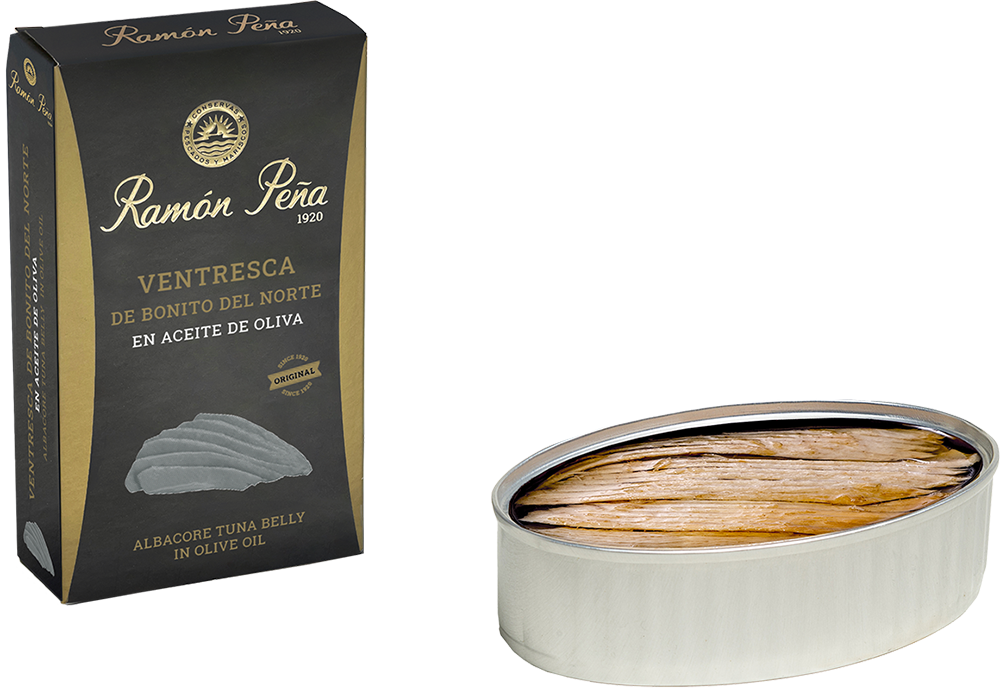 Ramón Peña
1920
Ramón Peña
VENTRESCA DE BONITO DEL NORTE
EN ACEITE DE OLIVA
ALBACORE TUNA BELLY IN OLIVE OIL
CONSERVAS
PESCADOS Y MARISCOS
Ramón Peña
1920
VENTRESCA
DE BONITO DEL NORTE
EN ACEITE DE OLIVA
SINCE 1920
ORIGINAL
SINCE 1920
ALBACORE TUNA BELLY
IN OLIVE OIL